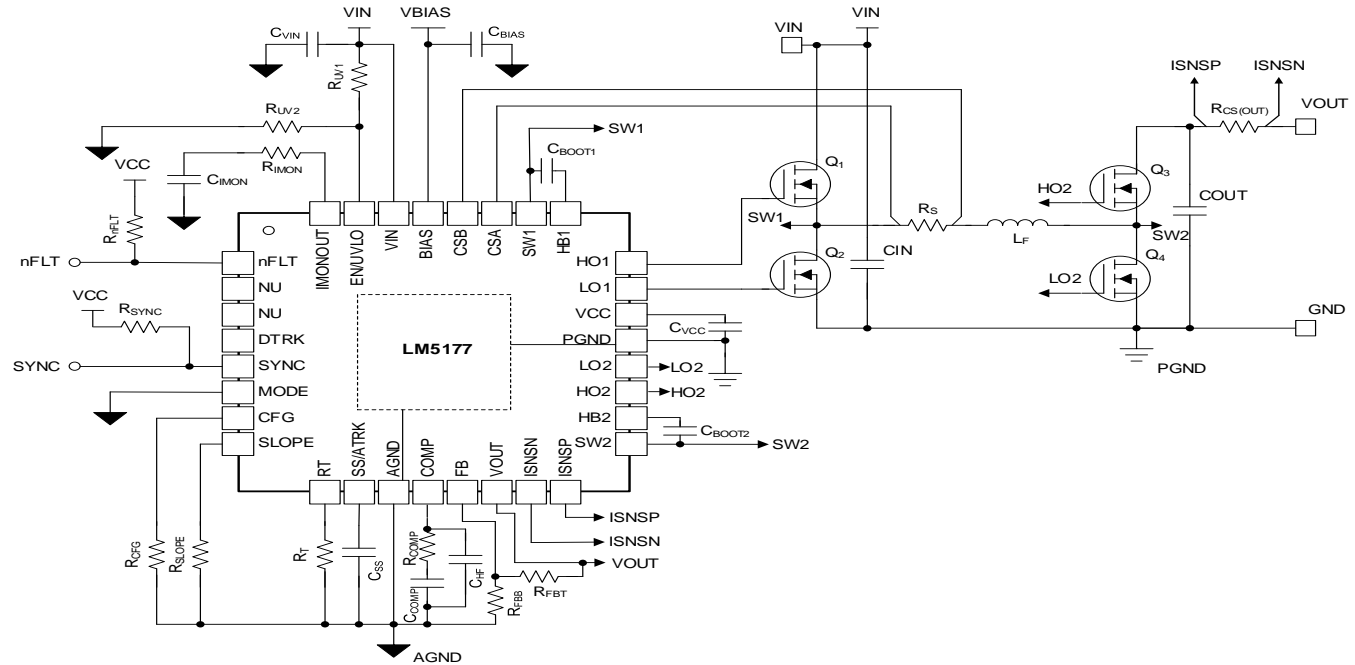 VIN
VBIAS
VIN
VIN
CVIN
CBIAS
ISNSP
ISNSN
RUV1
RCS(OUT)
VOUT
RUV2
SW1
VCC
RIMON
CBOOT1
CIMON
Q1
Q3
HO2
RnFLT
SW1
RS
COUT
LF
SW2
nFLT
IMONOUT
EN/UVLO
VIN
BIAS
CSB
CSA
SW1
HB1
nFLT
HO1
Q2
CIN
Q4
NU
LO1
LO2
VCC
RSYNC
NU
VCC
CVCC
GND
DTRK
LM5177
PGND
SYNC
SYNC
LO2
LO2
PGND
MODE
HO2
HO2
CFG
HB2
CBOOT2
SLOPE
SW2
SW2
RT
SS/ATRK
AGND
COMP
FB
VOUT
ISNSN
ISNSP
ISNSP
ISNSN
RCFG
RSLOPE
RT
CSS
RCOMP
CHF
VOUT
CCOMP
RFBB
RFBT
AGND